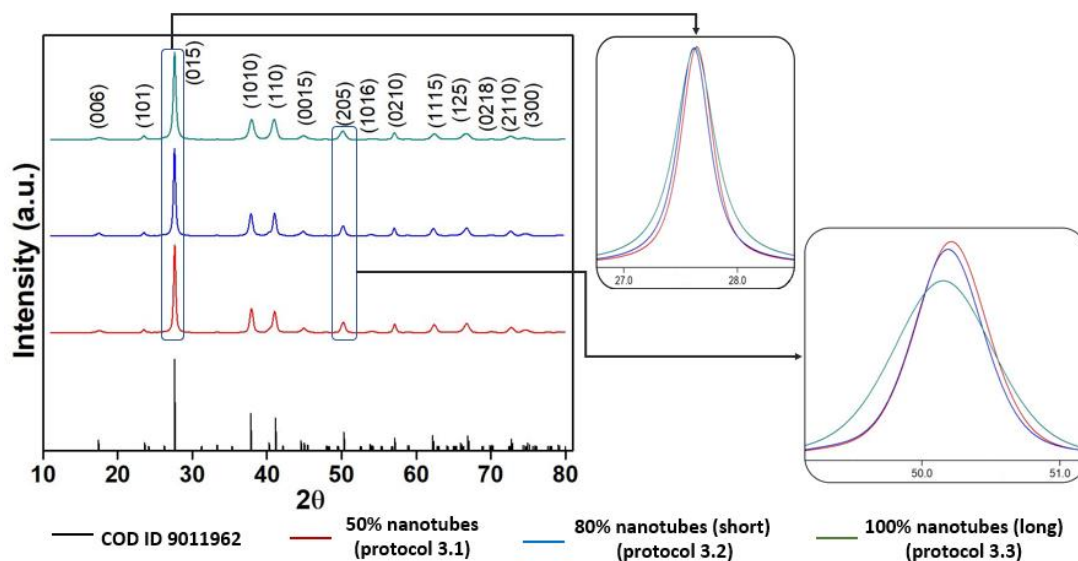 (006)
(101)
(015)
(1010)
(110)
(0015)
(205)
(1016)
(0210)
(1115)
(125)
(0218)
(2110)
(300)
Intensity (a.u.)
10 20 30 40 50 60 70 80
2θ
27.0 28.0
50.0 51.0
COD ID 9011962
50% nanotubes
(protocol 3.1)
80% nanotubes (short)
(protocol 3.2)
100% nanotubes (long)
(protocol 3.3)